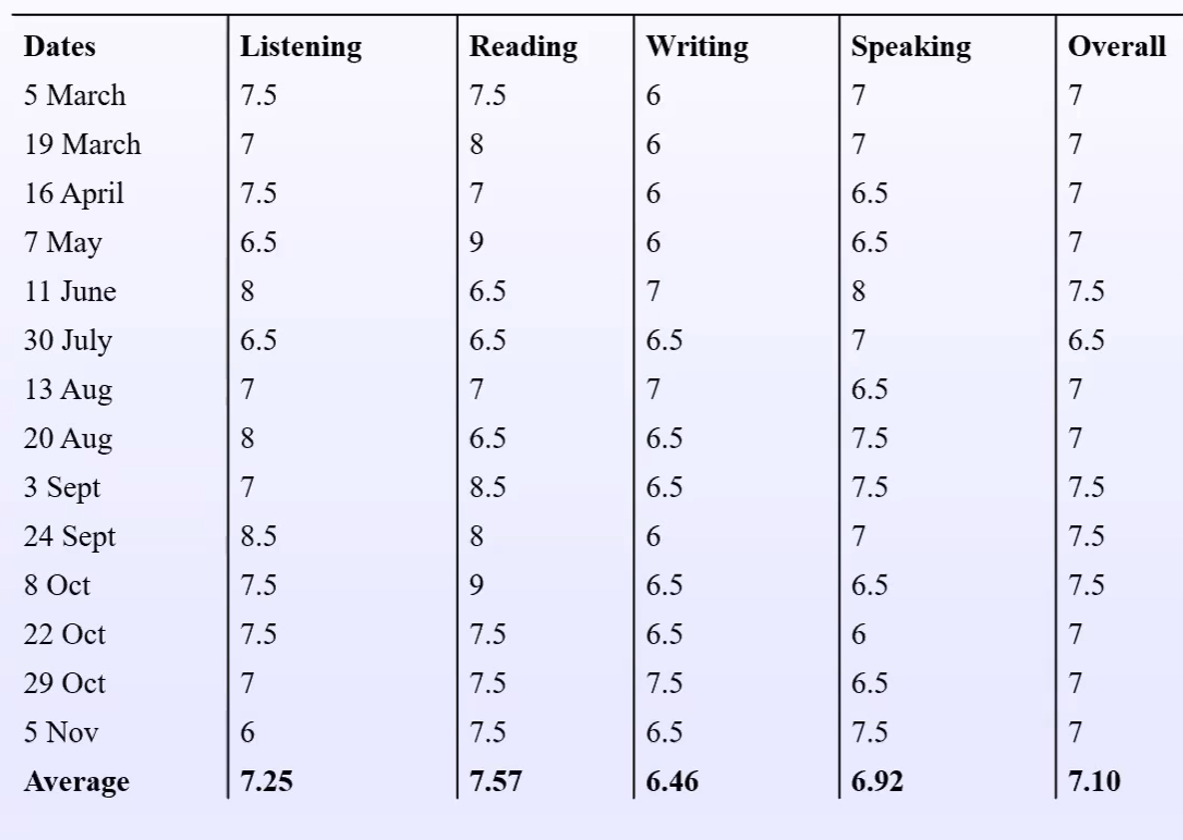 Dates Listening Reading Writing Speaking Overall
5 March 7.5 7.5 6 7 7
19 March 7 8 6 7 7
16 April 7.5 7 6 6.5 7
7 May 6.5 9 6 6.5 7
11 June 8 6.5 7 8 7.5
30 July 6.5 6.5 6.5 7 6.5
13 Aug 7 7 7 6.5 7
20 Aug 8 6.5 6.5 7.5 7
3 Sept 7 8.5 6.5 7.5 7.5
24 Sept 8.5 8 6 7 7.5
8 Oct 7.5 9 6.5 6.5 7.5
22 Oct 7.5 7.5 6.5 6 7
29 Oct 7 7.5 7.5 6.5 7
5 Nov 6 7.5 6.5 7.5 7
Average 7.25 7.57 6.46 6.92 7.10